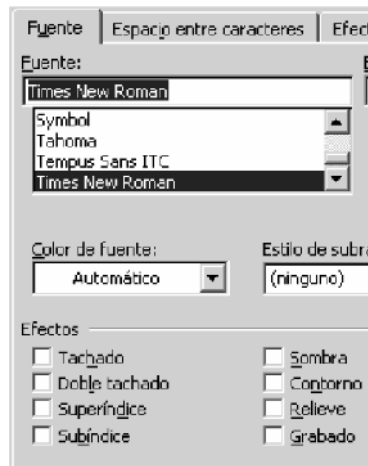 Fuente Espacio entre caracteres Efect
Fuente:
Times New Roman
Symbol
Tahoma
Tempus Sans ITC
Times New Roman
Color de fuente: Estilo de subra
Automático (ninguno)
Efectos
Tachado Sombra
Doble tachado Contorno
Superíndice Relieve
Subíndice Grabado